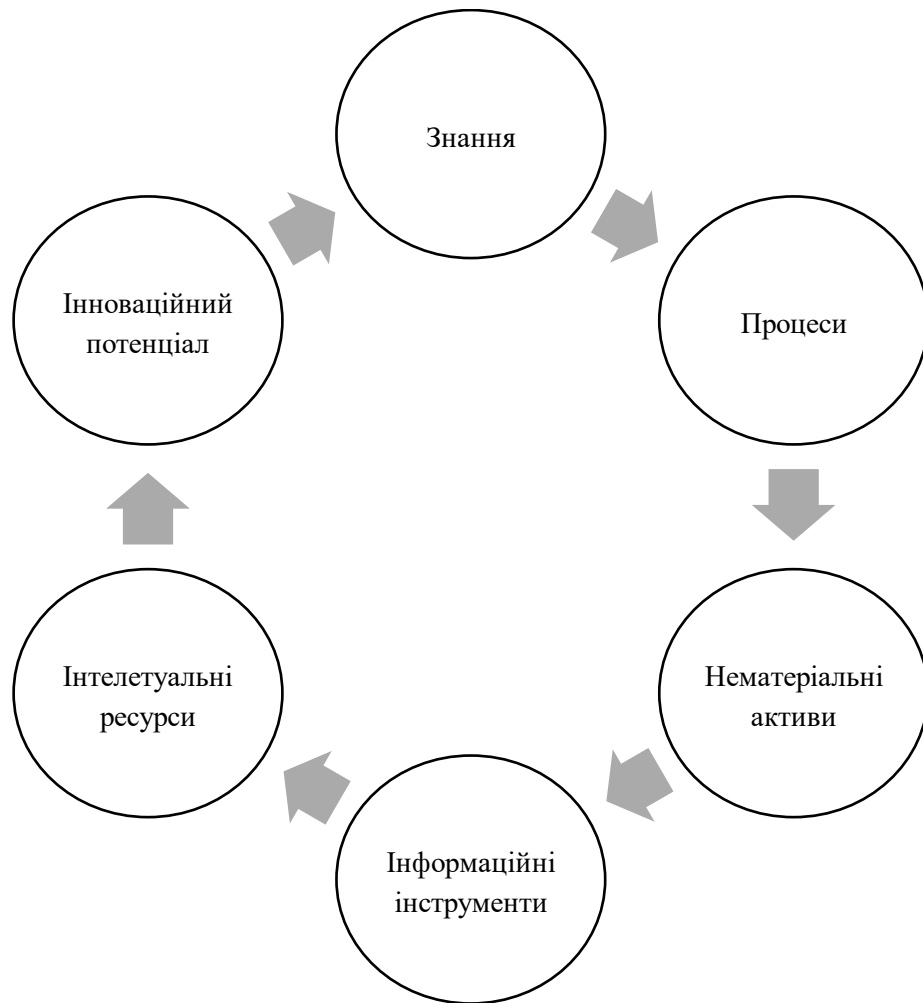 Знання
Процеси
Нематеріальні
активи
Інформаційні
інструменти
Інтелетуальні
ресурси
Інноваційний
потенціал